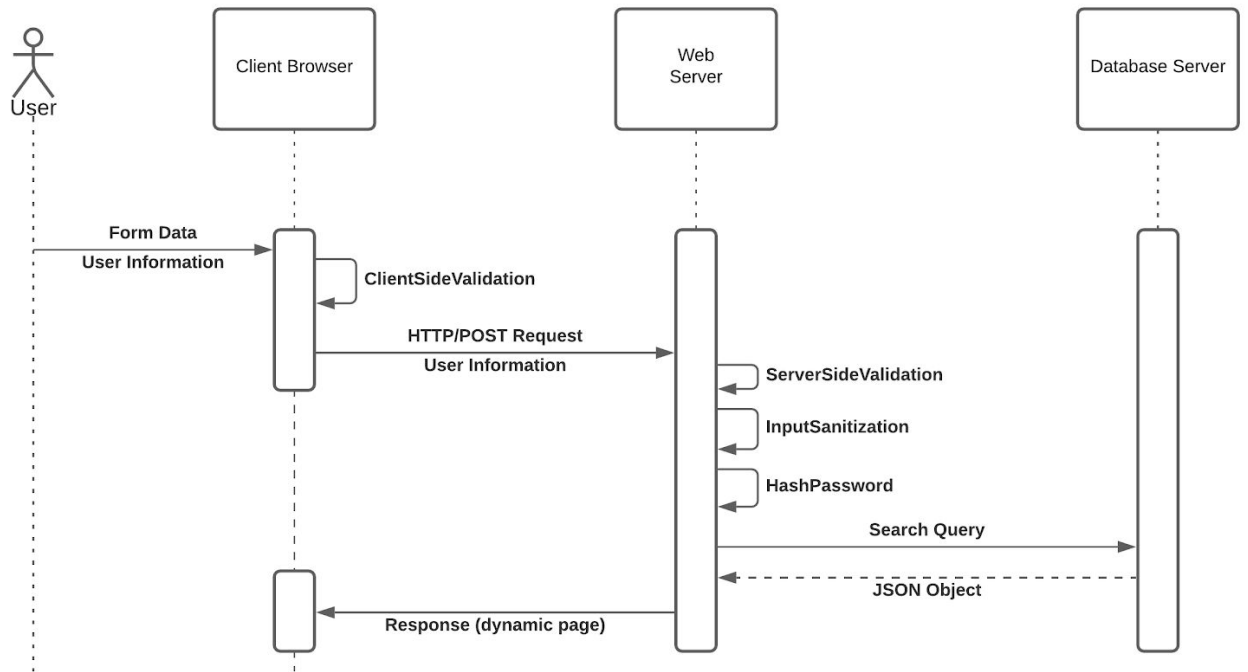 Client Browser
Web
Server
Database Server
User
Form Data
User Information
ClientSideValidation
HTTP/POST Request
User Information
ServerSideValidation
InputSanitization
HashPassword
Search Query
JSON Object
Response (dynamic page)